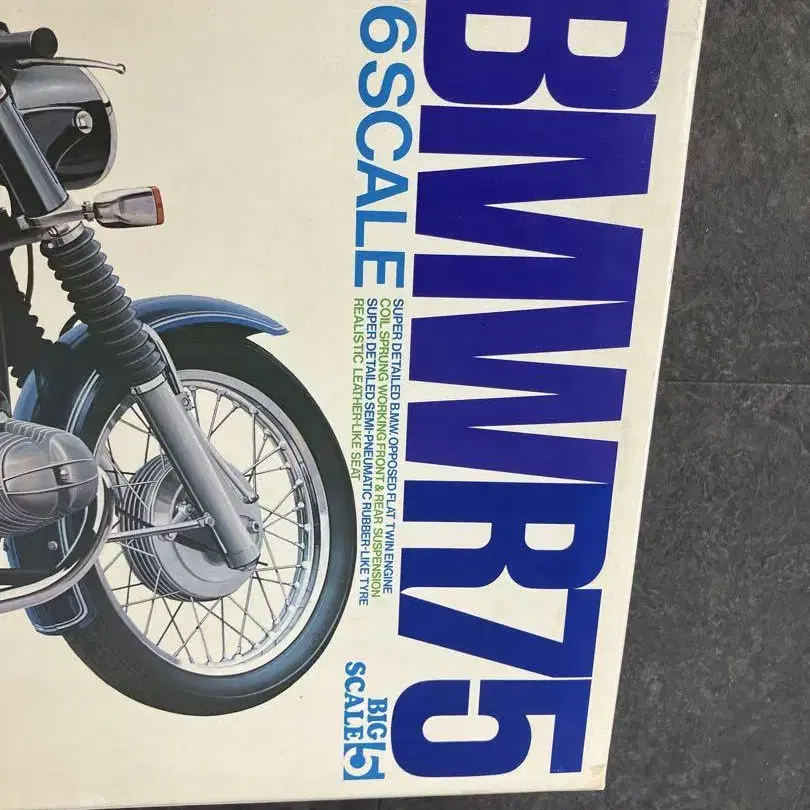 BMW R75
6 SCALE
SUPER DETAILED B.M.W. OPPOSED FLAT TWIN ENGINE
COIL SPRUNG WORKING FRONT & REAR SUSPENSION
SUPER DETAILED SEMI-PNEUMATIC RUBBER-LIKE TYRE
REALISTIC LEATHER-LIKE SEAT
BIG
SCALE 5